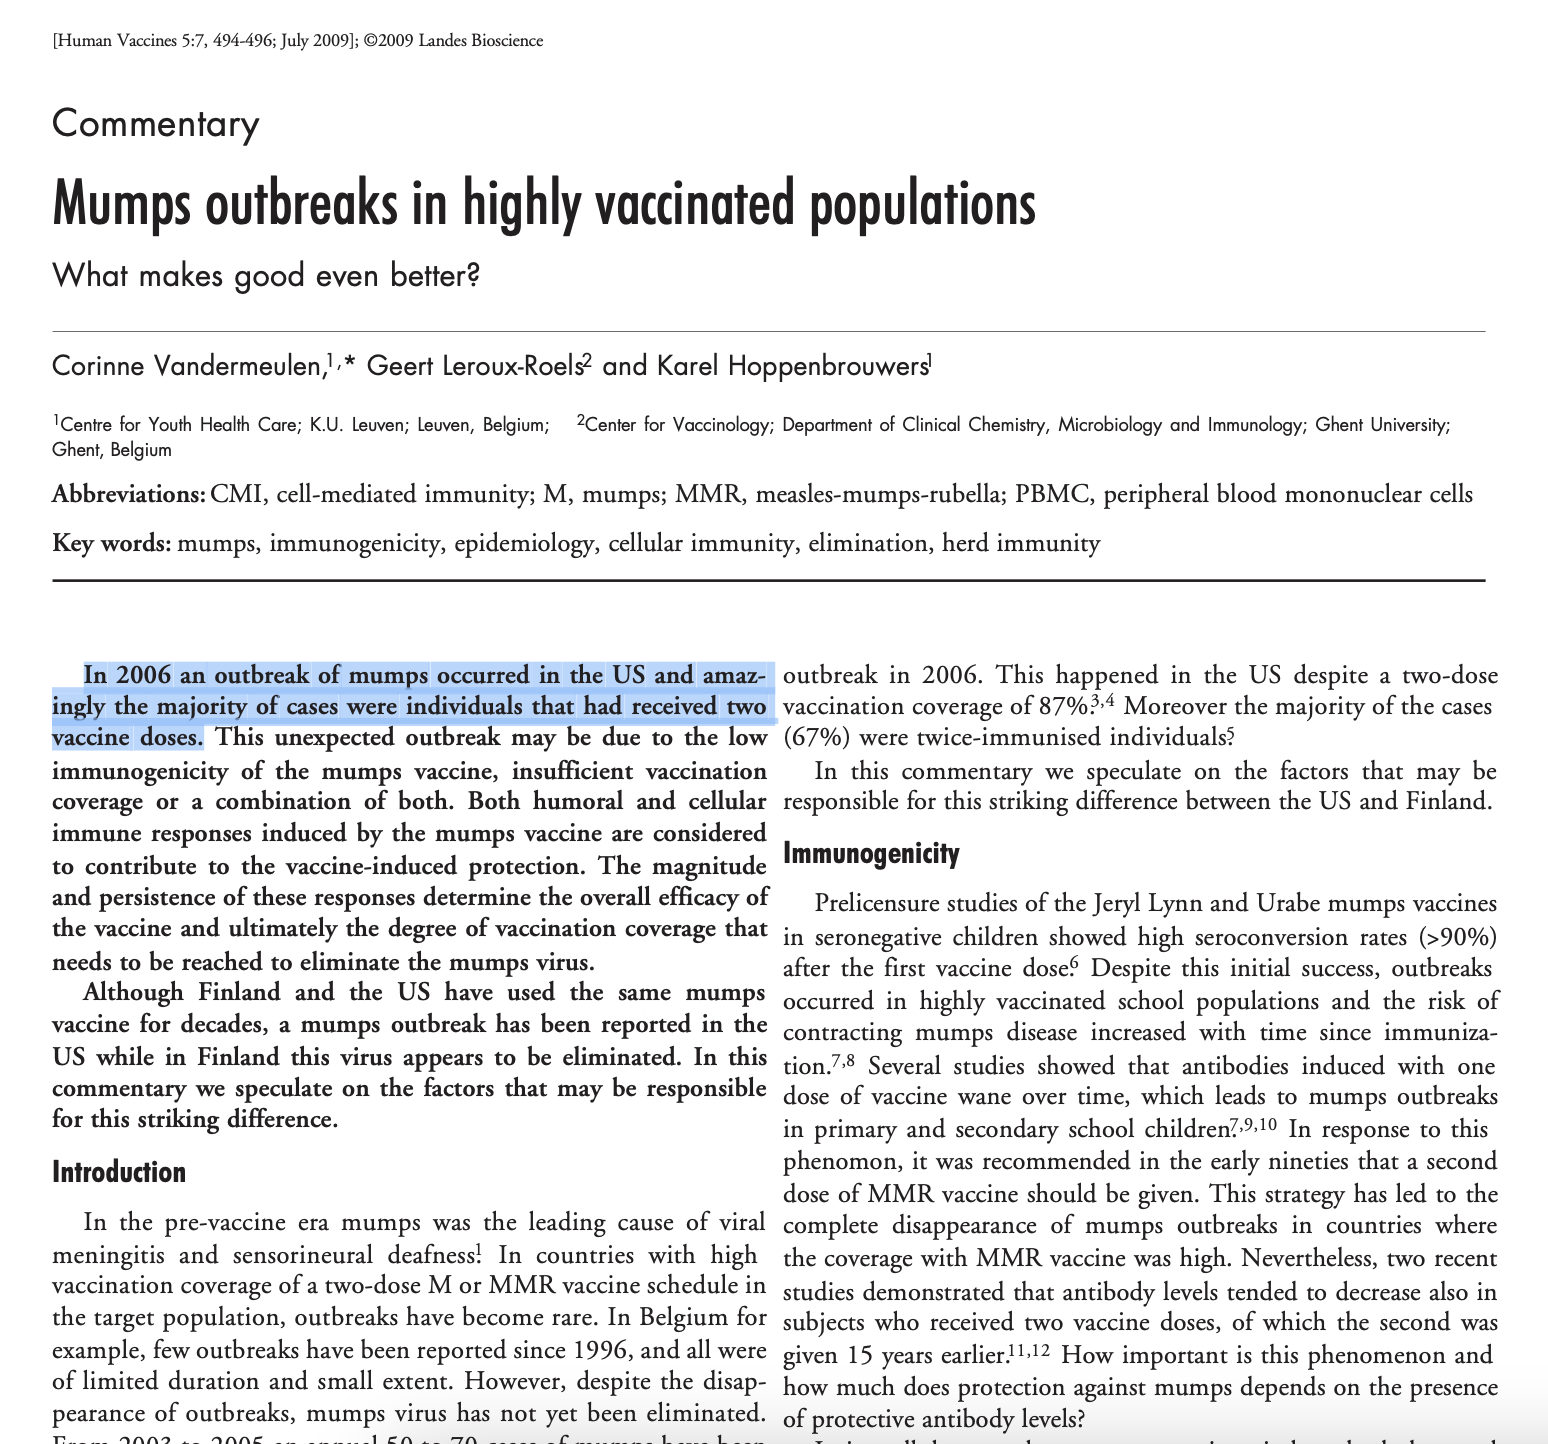 [Human Vaccines 5:7, 494-496; July 2009]; ©2009 Landes Bioscience
Commentary
Mumps outbreaks in highly vaccinated populations
What makes good even better?
Corinne Vandermeulen,1,* Geert Leroux-Roels2 and Karel Hoppenbrouwers1
1Centre for Youth Health Care; K.U. Leuven; Leuven, Belgium; 2Center for Vaccinology; Department of Clinical Chemistry, Microbiology and Immunology; Ghent University;
Ghent, Belgium
Abbreviations: CMI, cell-mediated immunity; M, mumps; MMR, measles-mumps-rubella; PBMC, peripheral blood mononuclear cells
Key words: mumps, immunogenicity, epidemiology, cellular immunity, elimination, herd immunity
In 2006 an outbreak of mumps occurred in the US and amaz-
ingly the majority of cases were individuals that had received two
vaccine doses. This unexpected outbreak may be due to the low
immunogenicity of the mumps vaccine, insufficient vaccination
coverage or a combination of both. Both humoral and cellular
immune responses induced by the mumps vaccine are considered
to contribute to the vaccine-induced protection. The magnitude
and persistence of these responses determine the overall efficacy of
the vaccine and ultimately the degree of vaccination coverage that
needs to be reached to eliminate the mumps virus.
Although Finland and the US have used the same mumps
vaccine for decades, a mumps outbreak has been reported in the
US while in Finland this virus appears to be eliminated. In this
commentary we speculate on the factors that may be responsible
for this striking difference.
Introduction
In the pre-vaccine era mumps was the leading cause of viral
meningitis and sensorineural deafness.1 In countries with high
vaccination coverage of a two-dose M or MMR vaccine schedule in
the target population, outbreaks have become rare. In Belgium for
example, few outbreaks have been reported since 1996, and all were
of limited duration and small extent. However, despite the disap-
pearance of outbreaks, mumps virus has not yet been eliminated.
From 2003 to 2005 an annual 50 to 70 cases of mumps have been
outbreak in 2006. This happened in the US despite a two-dose
vaccination coverage of 87%.3,4 Moreover the majority of the cases
(67%) were twice-immunised individuals.5
In this commentary we speculate on the factors that may be
responsible for this striking difference between the US and Finland.
Immunogenicity
Prelicensure studies of the Jeryl Lynn and Urabe mumps vaccines
in seronegative children showed high seroconversion rates (>90%)
after the first vaccine dose.6 Despite this initial success, outbreaks
occurred in highly vaccinated school populations and the risk of
contracting mumps disease increased with time since immuniza-
tion.7,8 Several studies showed that antibodies induced with one
dose of vaccine wane over time, which leads to mumps outbreaks
in primary and secondary school children.7,9,10 In response to this
phenomon, it was recommended in the early nineties that a second
dose of MMR vaccine should be given. This strategy has led to the
complete disappearance of mumps outbreaks in countries where
the coverage with MMR vaccine was high. Nevertheless, two recent
studies demonstrated that antibody levels tended to decrease also in
subjects who received two vaccine doses, of which the second was
given 15 years earlier.11,12 How important is this phenomenon and
how much does protection against mumps depends on the presence
of protective antibody levels?